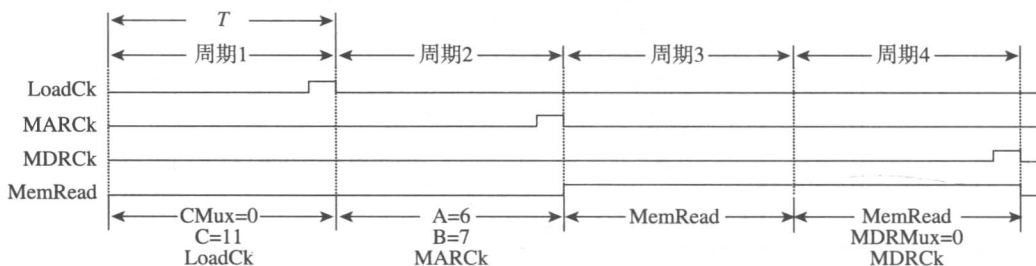 T
周期1 周期2 周期3 周期4
LoadCk
MARCk
MDRCk
MemRead
CMux=0 A=6 MemRead MemRead
C=11 B=7 MDRMux=0
LoadCk MARCk MDRCk